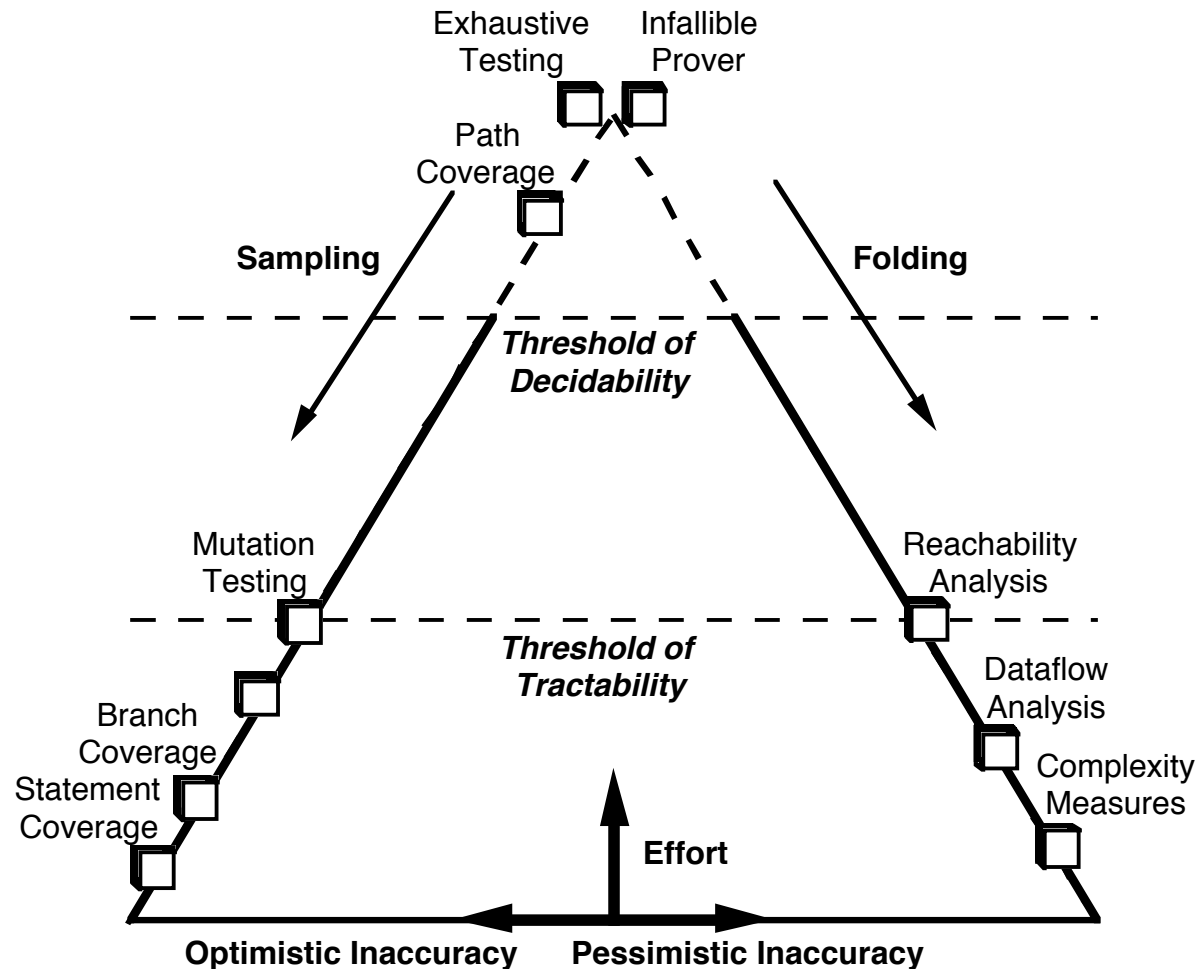 Exhaustive
Testing
Infallible
Prover
Path
Coverage
Sampling
Folding
Threshold of
Decidability
Mutation
Testing
Reachability
Analysis
Threshold of
Tractability
Dataflow
Analysis
Branch
Coverage
Complexity
Measures
Statement
Coverage
Effort
Optimistic Inaccuracy
Pessimistic Inaccuracy